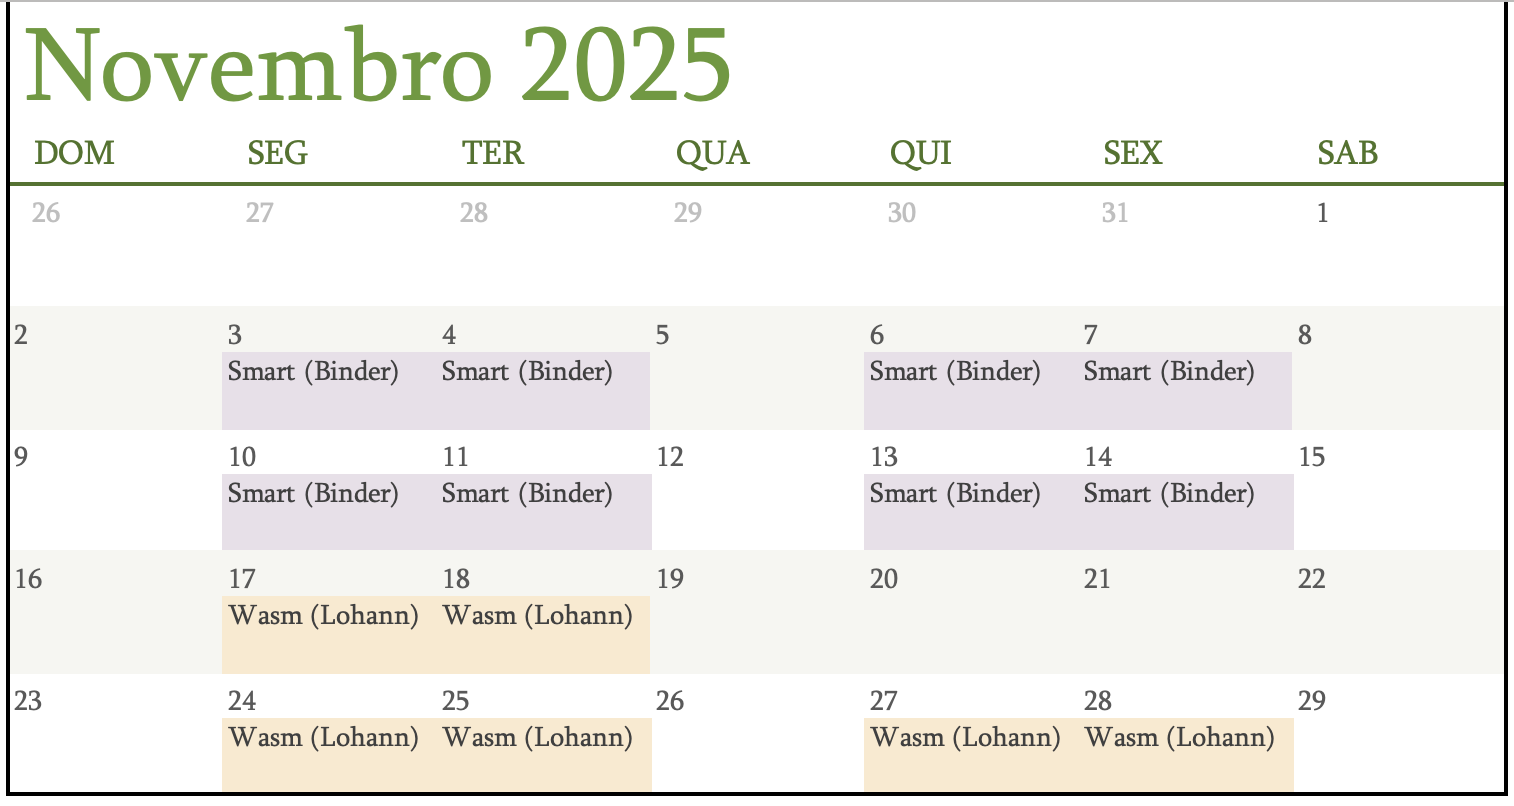 Novembro 2025
DOM SEG TER QUA QUI SEX SAB
26 27 28 29 30 31 1
2 3 4 5 6 7 8
Smart (Binder) Smart (Binder) Smart (Binder) Smart (Binder)
9 10 11 12 13 14 15
Smart (Binder) Smart (Binder) Smart (Binder) Smart (Binder)
16 17 18 19 20 21 22
Wasm (Lohann) Wasm (Lohann)
23 24 25 26 27 28 29
Wasm (Lohann) Wasm (Lohann) Wasm (Lohann) Wasm (Lohann)